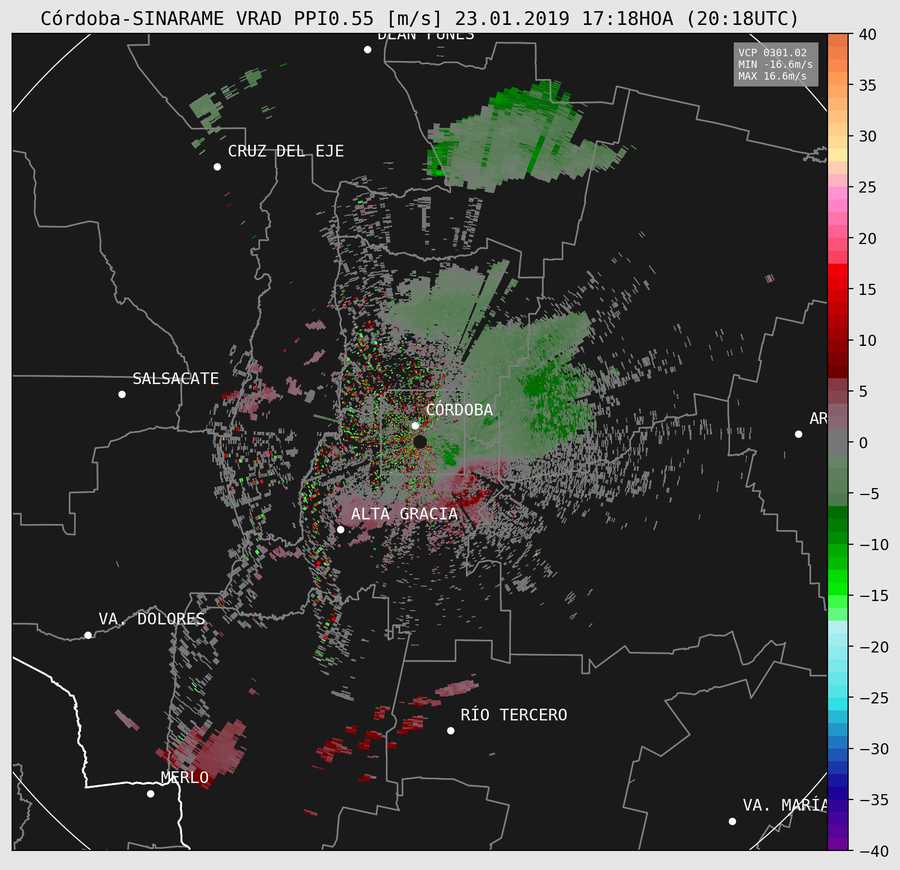 Córdoba-SINARAME VRAD PPI0.55 [m/s] 23.01.2019 17:18HOA (20:18UTC)
DEAN FUNES
VCP 0301.02
MIN -16.6m/s
MAX 16.6m/s
CRUZ DEL EJE
SALSACATE
CÓRDOBA
AR
ALTA GRACIA
VA. DOLORES
RÍO TERCERO
MERLO
VA. MARÍA
40
35
30
25
20
15
10
5
0
−5
−10
−15
−20
−25
−30
−35
−40